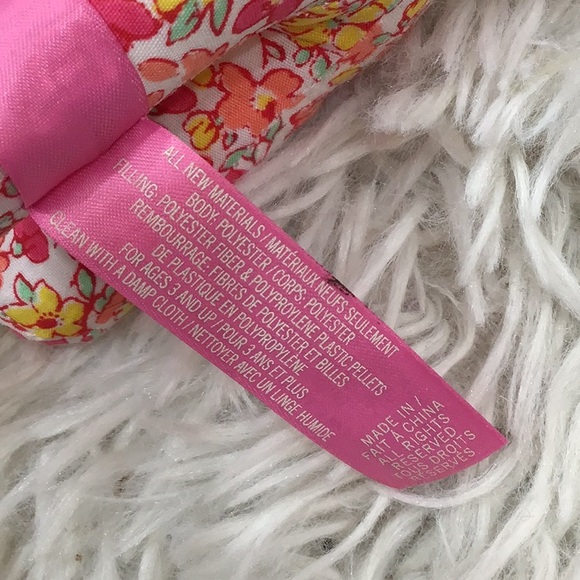 ALL NEW MATERIALS / MATERIAUX NEUFS SEULEMENT
BODY: POLYESTER / CORPS: POLYESTER
FILLING: POLYESTER FIBER & POLYPROPYLENE PLASTIC PELLETS
REMBOURRAGE: FIBRES DE POLYESTER ET BILLES
DE PLASTIQUE EN POLYPROPYLÈNE
FOR AGES 3 AND UP / POUR 3 ANS ET PLUS
CLEAN WITH A DAMP CLOTH / NETTOYER AVEC UN LINGE HUMIDE
MADE IN /
FAIT A CHINA
ALL RIGHTS
RESERVED
TOUS DROITS
RESERVES